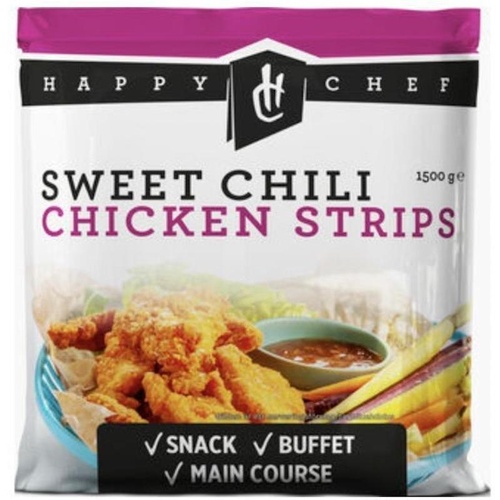 HAPPY CHEF
SWEET CHILI
1500 g e
CHICKEN STRIPS
✓ SNACK ✓ BUFFET
✓ MAIN COURSE